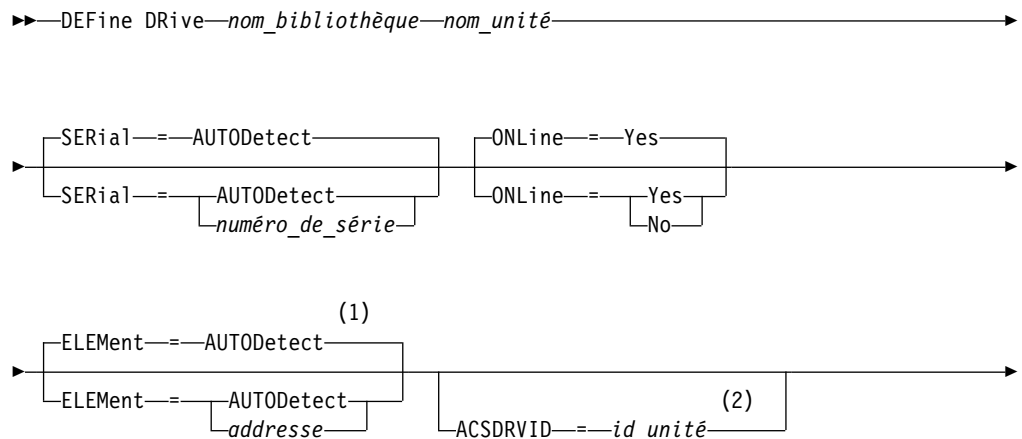 DEFine DRive nom_bibliothèque nom_unité
SERial = AUTODetect ONLine = Yes
SERial = AUTODetect ONLine = Yes
numéro_de_série No
(1)
ELEMent = AUTODetect
ELEMent = AUTODetect (2)
addresse ACSDRVID = id unité